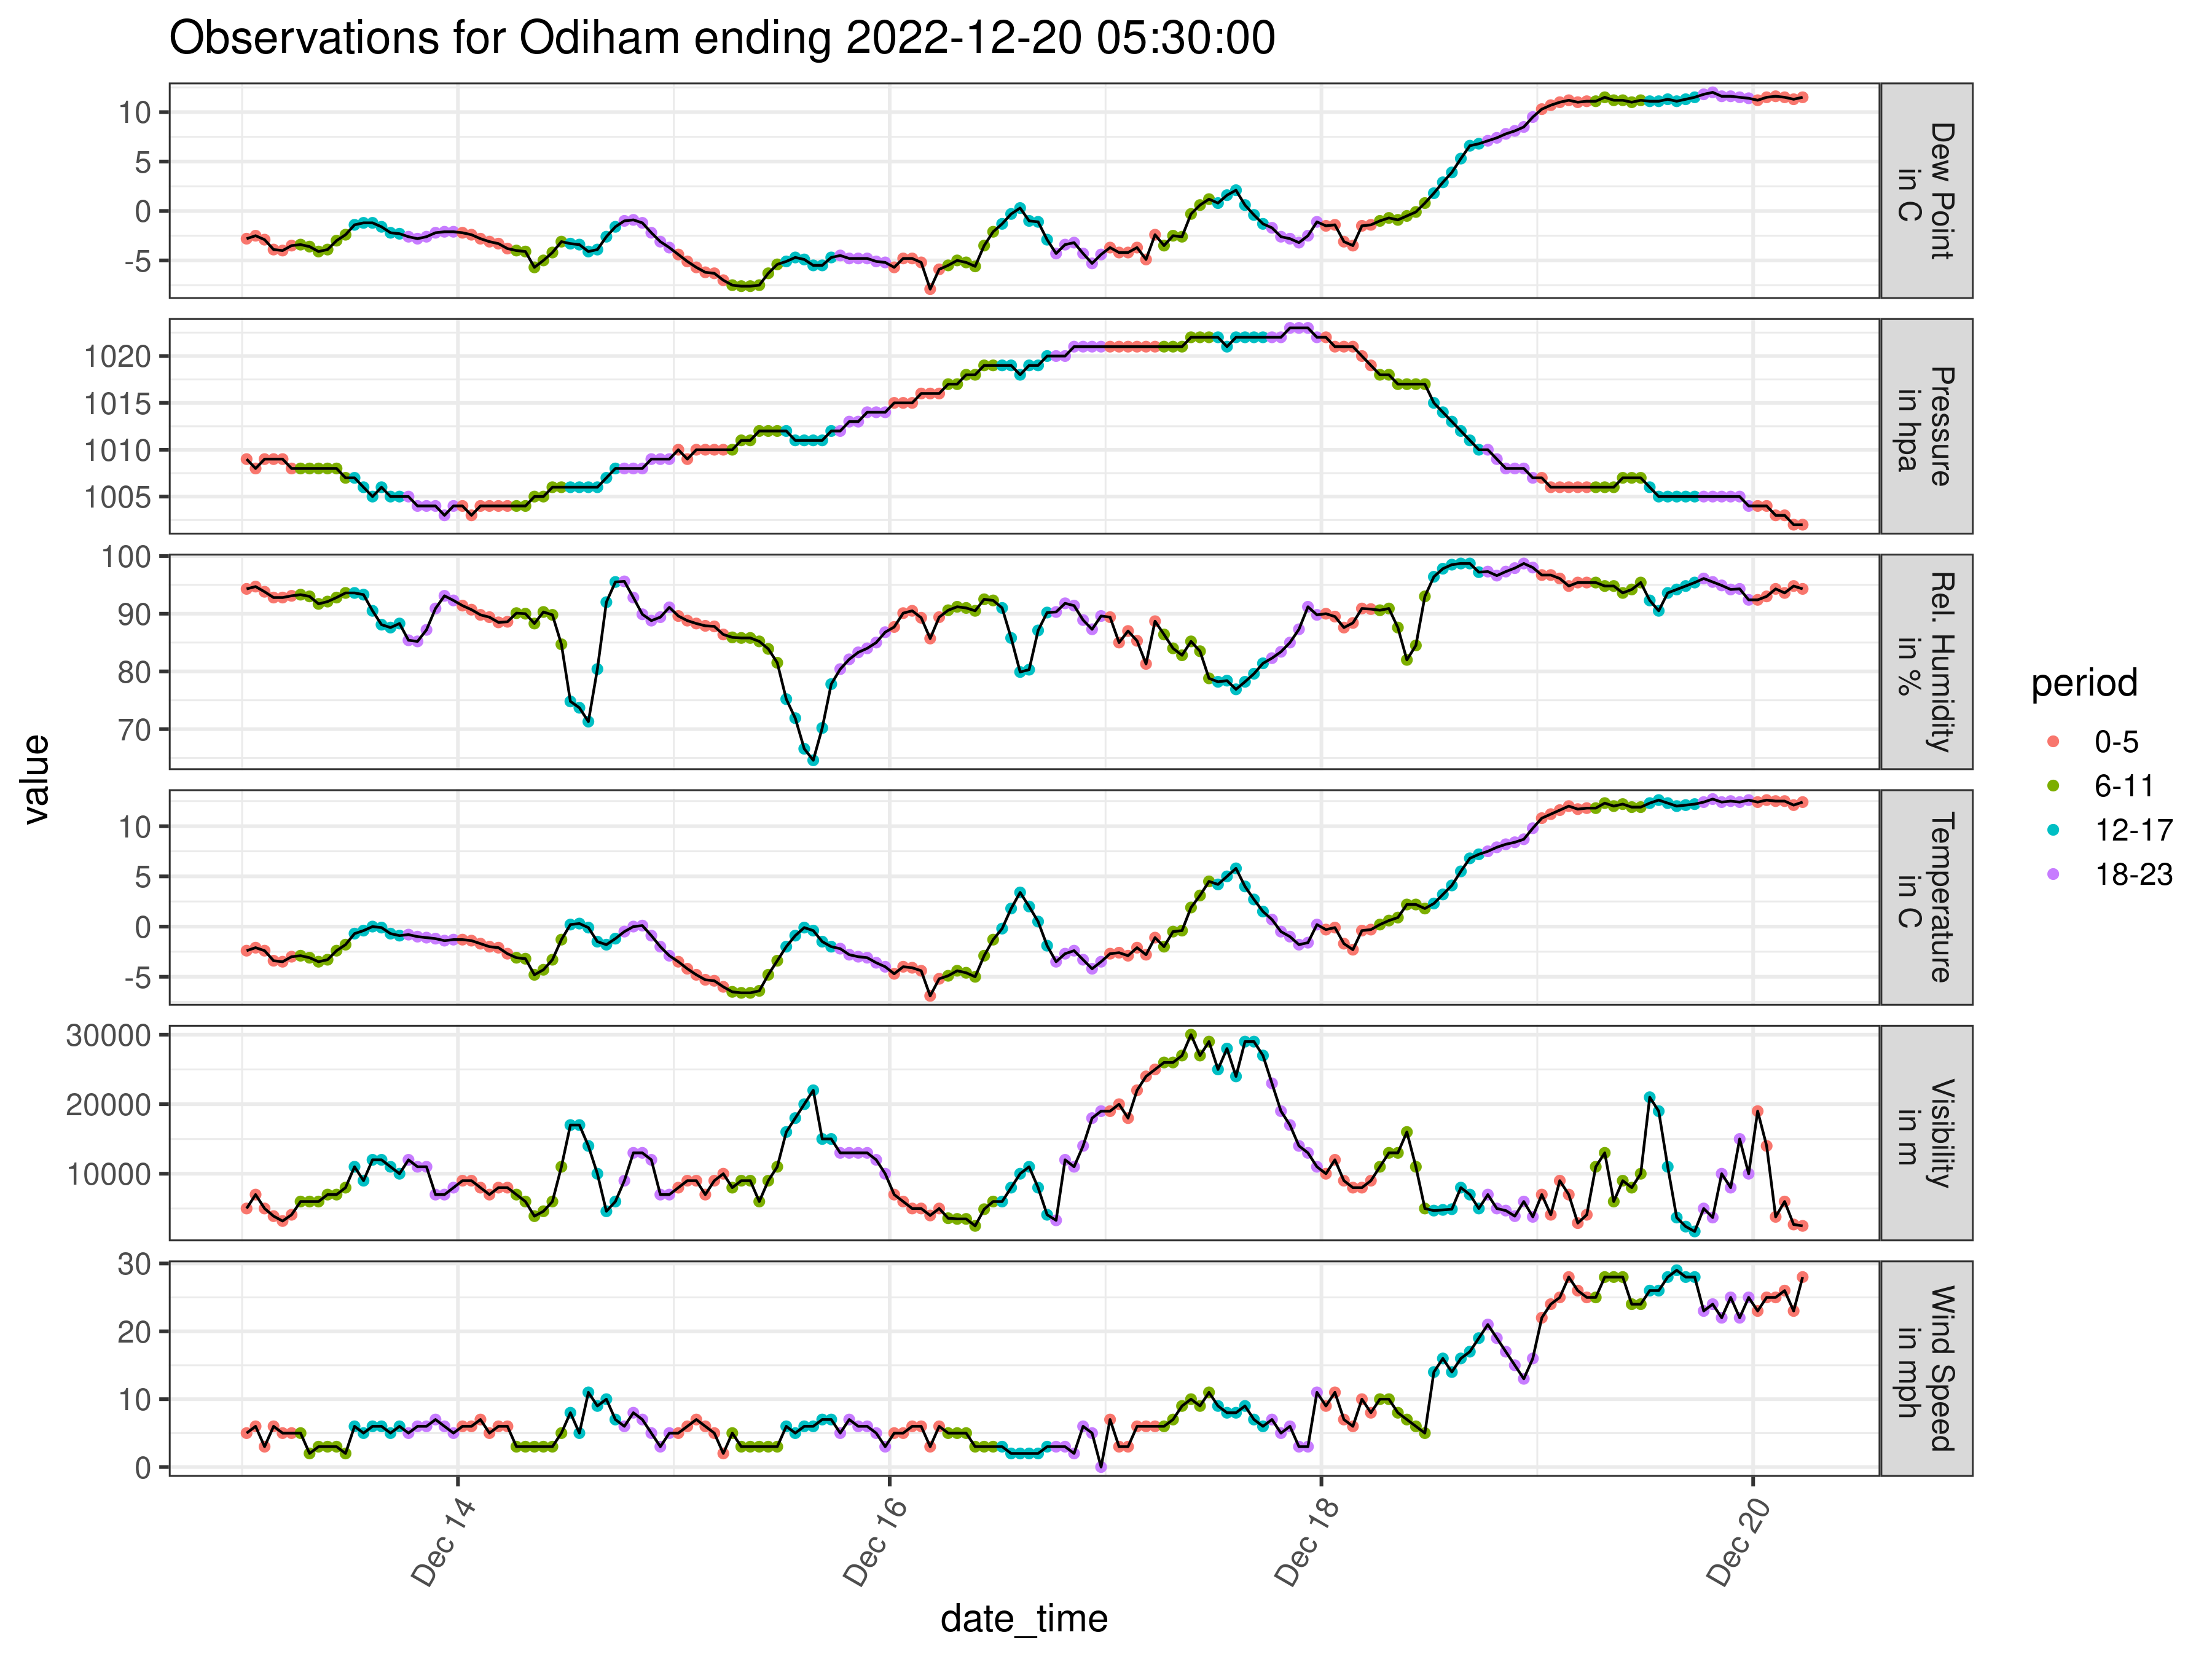 Observations for Odiham ending 2022-12-20 05:30:00
value
10
5
0
-5
Dew Point
in C
1020
1015
1010
1005
Pressure
in hpa
100
90
80
70
Rel. Humidity
in %
10
5
0
-5
Temperature
in C
30000
20000
10000
Visibility
in m
30
20
10
0
Wind Speed
in mph
Dec 14
Dec 16
Dec 18
Dec 20
date_time
period
0-5
6-11
12-17
18-23